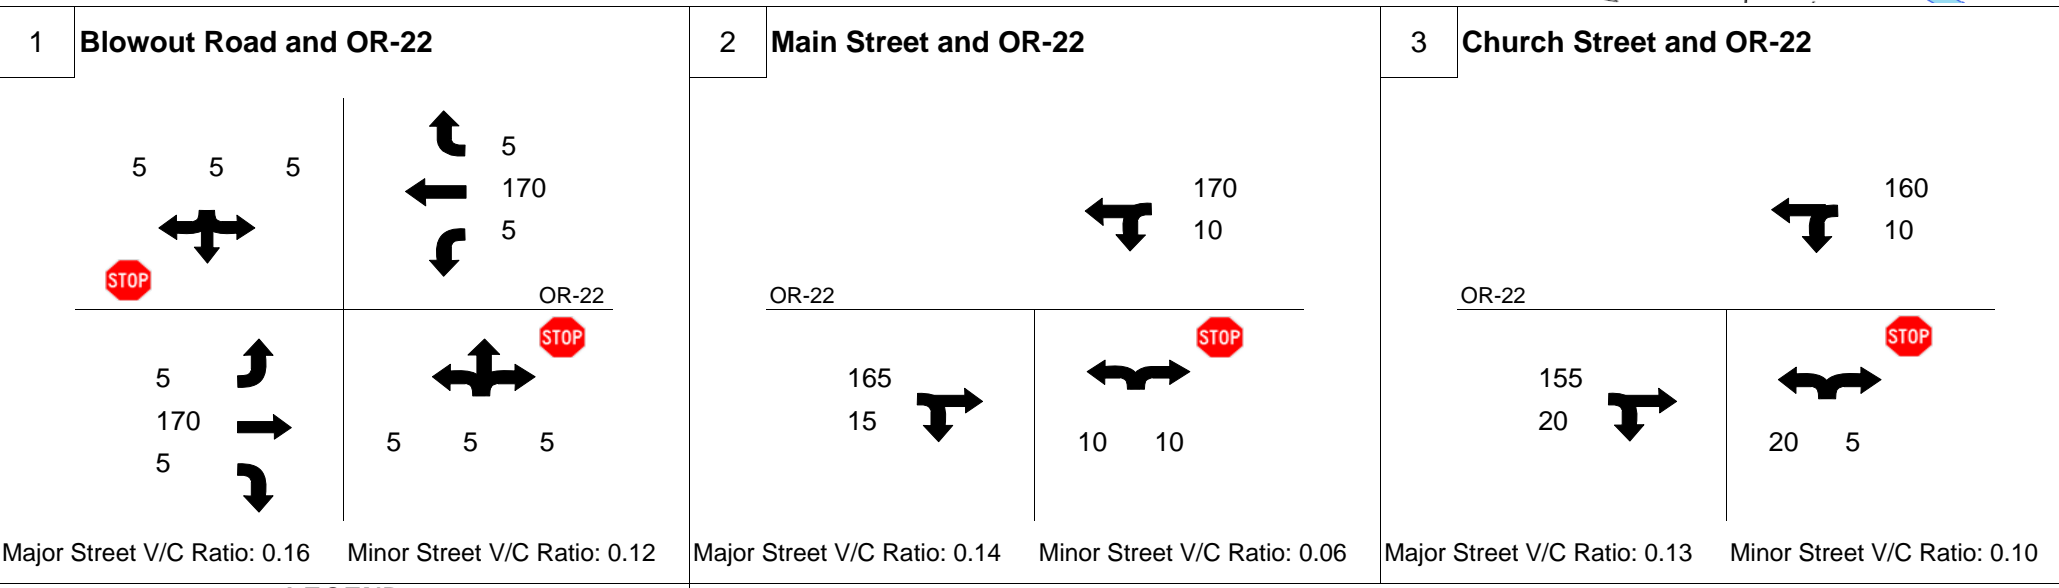 1 Blowout Road and OR-22
5 5 5
5
170
5
STOP
OR-22
STOP
5
170
5
5 5 5
Major Street V/C Ratio: 0.16 Minor Street V/C Ratio: 0.12
2 Main Street and OR-22
170
10
OR-22
STOP
165
15
10 10
Major Street V/C Ratio: 0.14 Minor Street V/C Ratio: 0.06
3 Church Street and OR-22
160
10
OR-22
STOP
155
20
20 5
Major Street V/C Ratio: 0.13 Minor Street V/C Ratio: 0.10